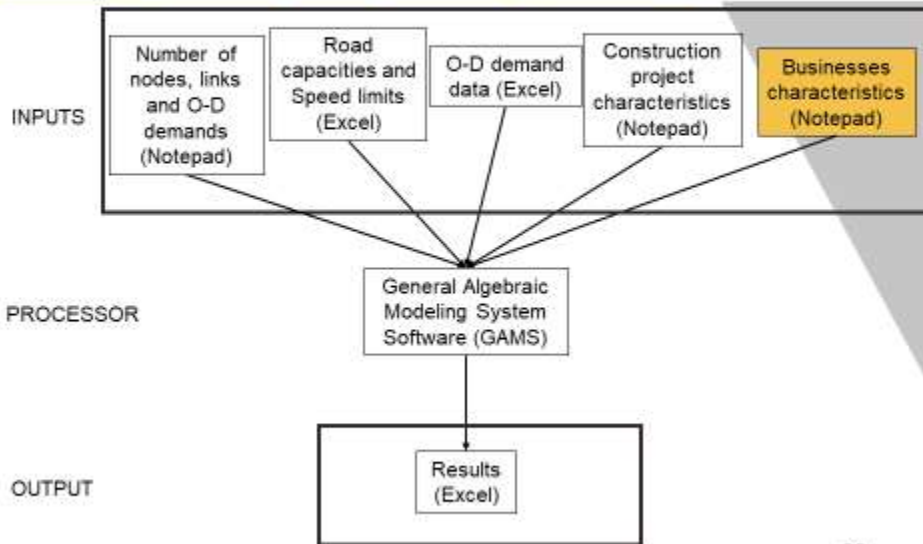 INPUTS
Number of
nodes, links
and O-D
demands
(Notepad)
Road
capacities and
Speed limits
(Excel)
O-D demand
data (Excel)
Construction
project
characteristics
(Notepad)
Businesses
characteristics
(Notepad)
PROCESSOR
General Algebraic
Modeling System
Software (GAMS)
OUTPUT
Results
(Excel)